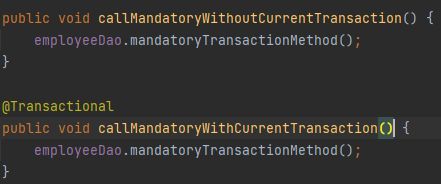 public void callMandatoryWithoutCurrentTransaction() {
    employeeDao.mandatoryTransactionMethod();
}
@Transactional
public void callMandatoryWithCurrentTransaction() {
    employeeDao.mandatoryTransactionMethod();
}